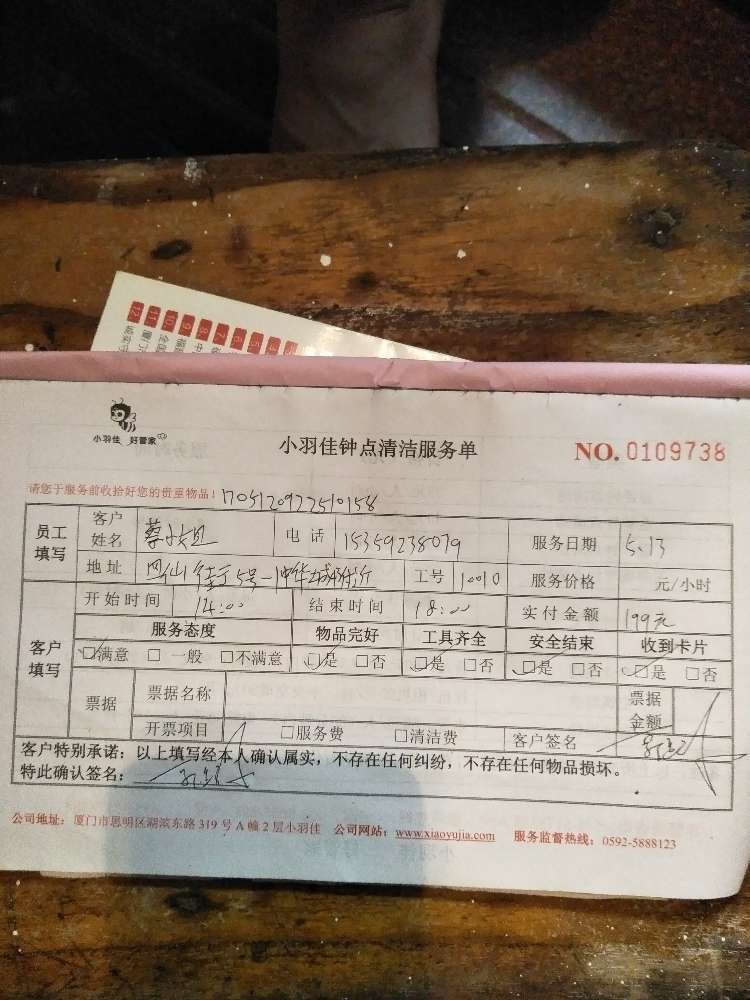 12 11 10 9 8 7 6 5
小羽佳 好管家
小羽佳钟点清洁服务单
NO. 0109738
请您于服务前收拾好您的贵重物品！1705120922510158
员工填写 客户姓名 蔡 电话 15359238079 服务日期 5.13
地址 工号 10010 服务价格 元/小时
客户填写 开始时间 14:00 结束时间 18:00 实付金额 199元
服务态度 物品完好 工具齐全 安全结束 收到卡片
☑满意 □ 一般 □不满意 ☑是 □否 ☑是 □否 ☑是 □否 ☑是 □否
票据 票据名称 票据金额
开票项目 □服务费 □清洁费 客户签名
客户特别承诺：以上填写经本人确认属实，不存在任何纠纷，不存在任何物品损坏。
特此确认签名：
公司地址：厦门市思明区湖滨东路 319 号 A 幢 2 层小羽佳 公司网站：www.xiaoyujia.com 服务监督热线：0592-5888123